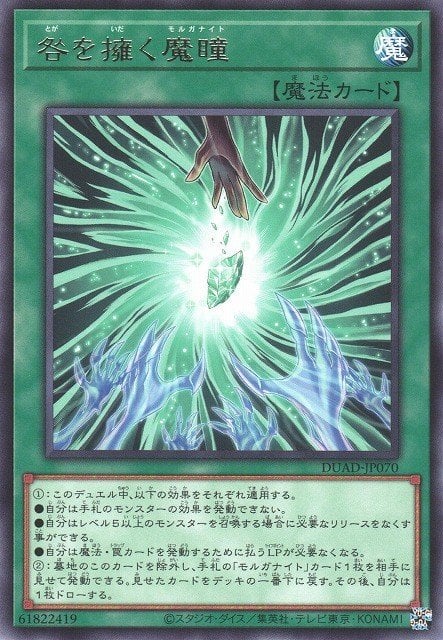 咎を擁く魔瞳
とが いだ モルガナイト
魔
【魔法カード】
まほう
DUAD-JP070
①：このデュエル中、以下の効果をそれぞれ適用する。
●自分は手札のモンスターの効果を発動できない。
●自分はレベル５以上のモンスターを召喚する場合に必要なリリースをなくす
事ができる。
●自分は魔法・罠カードを発動するために払うLPが必要なくなる。
②：墓地のこのカードを除外し、手札の「モルガナイト」カード１枚を相手に
見せて発動できる。見せたカードをデッキの一番下に戻す。その後、自分は
１枚ドローする。
61822419
©スタジオ・ダイス／集英社・テレビ東京・KONAMI